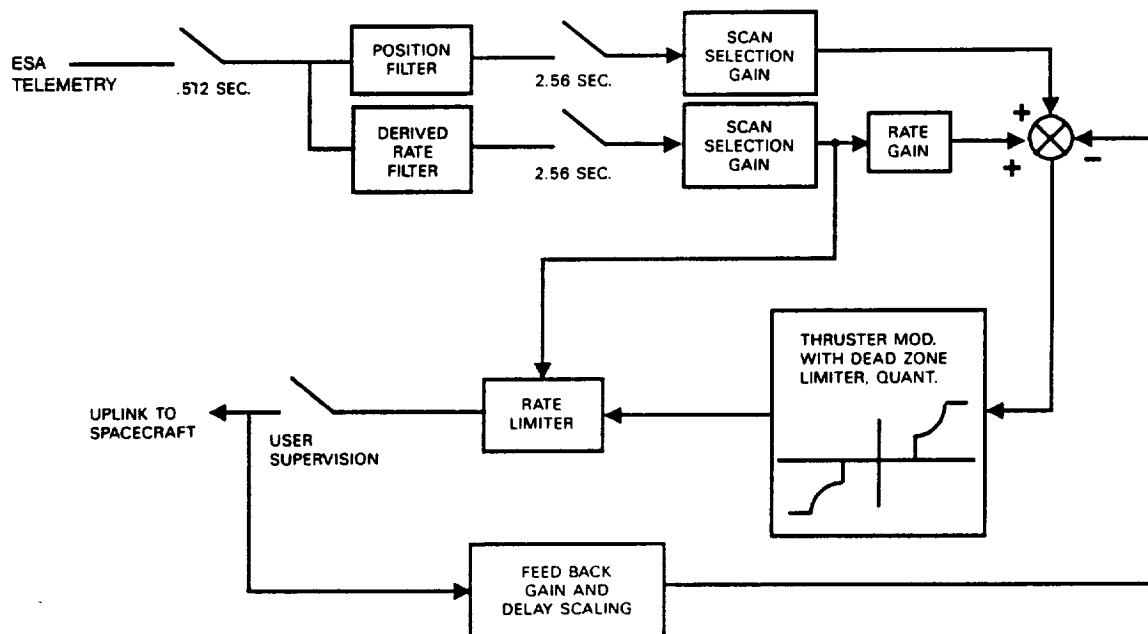 ESA
TELEMETRY
.512 SEC.
POSITION
FILTER
2.56 SEC.
SCAN
SELECTION
GAIN
DERIVED
RATE
FILTER
2.56 SEC.
SCAN
SELECTION
GAIN
RATE
GAIN
+
+
−
THRUSTER MOD.
WITH DEAD ZONE
LIMITER, QUANT.
RATE
LIMITER
USER
SUPERVISION
UPLINK TO
SPACECRAFT
FEED BACK
GAIN AND
DELAY SCALING